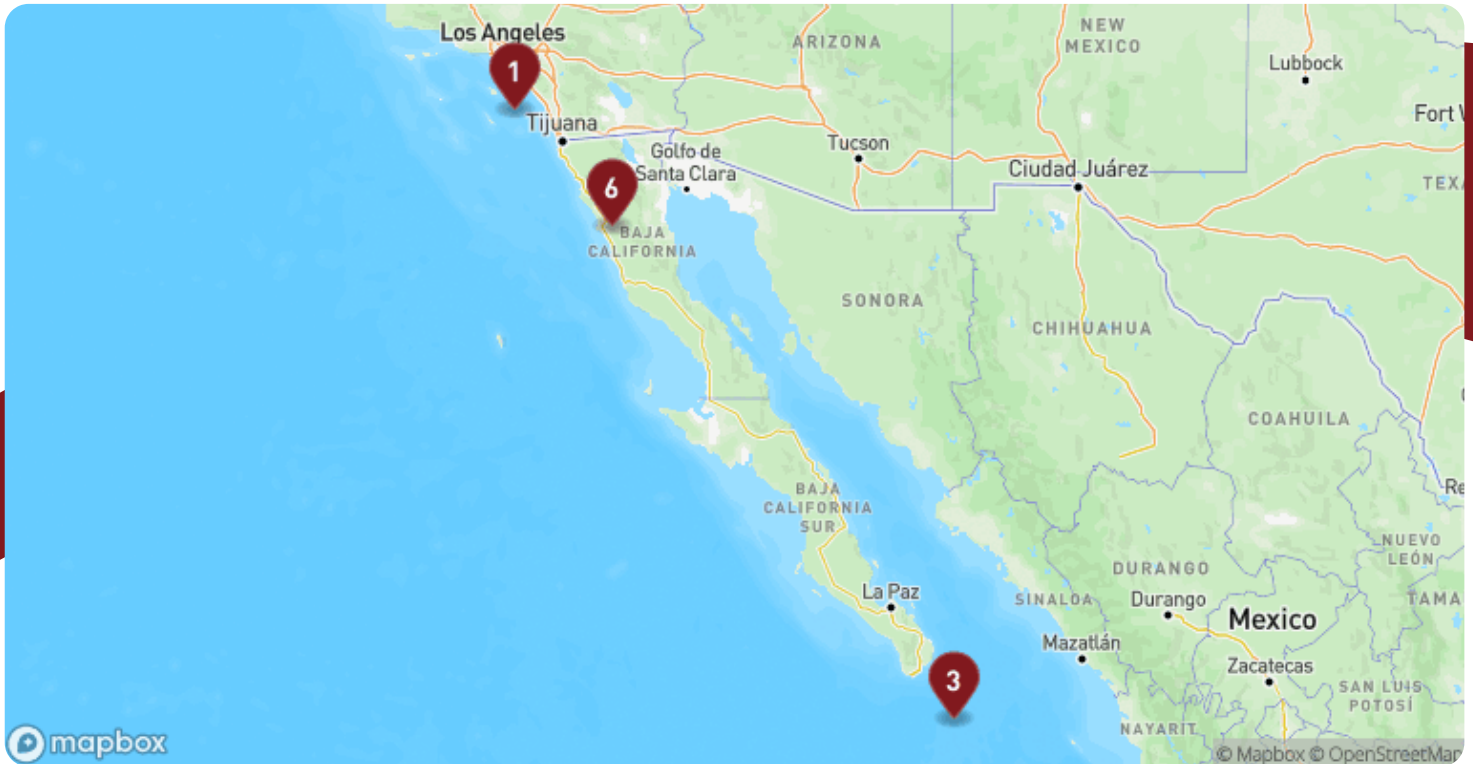 Los Angeles
1
Tijuana
6
Golfo de
Santa Clara
BAJA
CALIFORNIA
ARIZONA
NEW
MEXICO
Lubbock
Fort
Tucson
Ciudad Juárez
TEXA
SONORA
CHIHUAHUA
COAHUILA
BAJA
CALIFORNIA
SUR
La Paz
3
SINALOA
DURANGO
Durango
Mazatlán
Mexico
Zacatecas
NUEVO
LEÓN
Re
TAMA
SAN LUIS
POTOSÍ
NAYARIT
mapbox
© Mapbox © OpenStreetMap